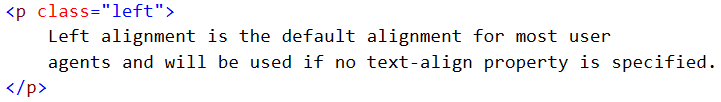 <p class="left">
    Left alignment is the default alignment for most user
    agents and will be used if no text-align property is specified.
</p>